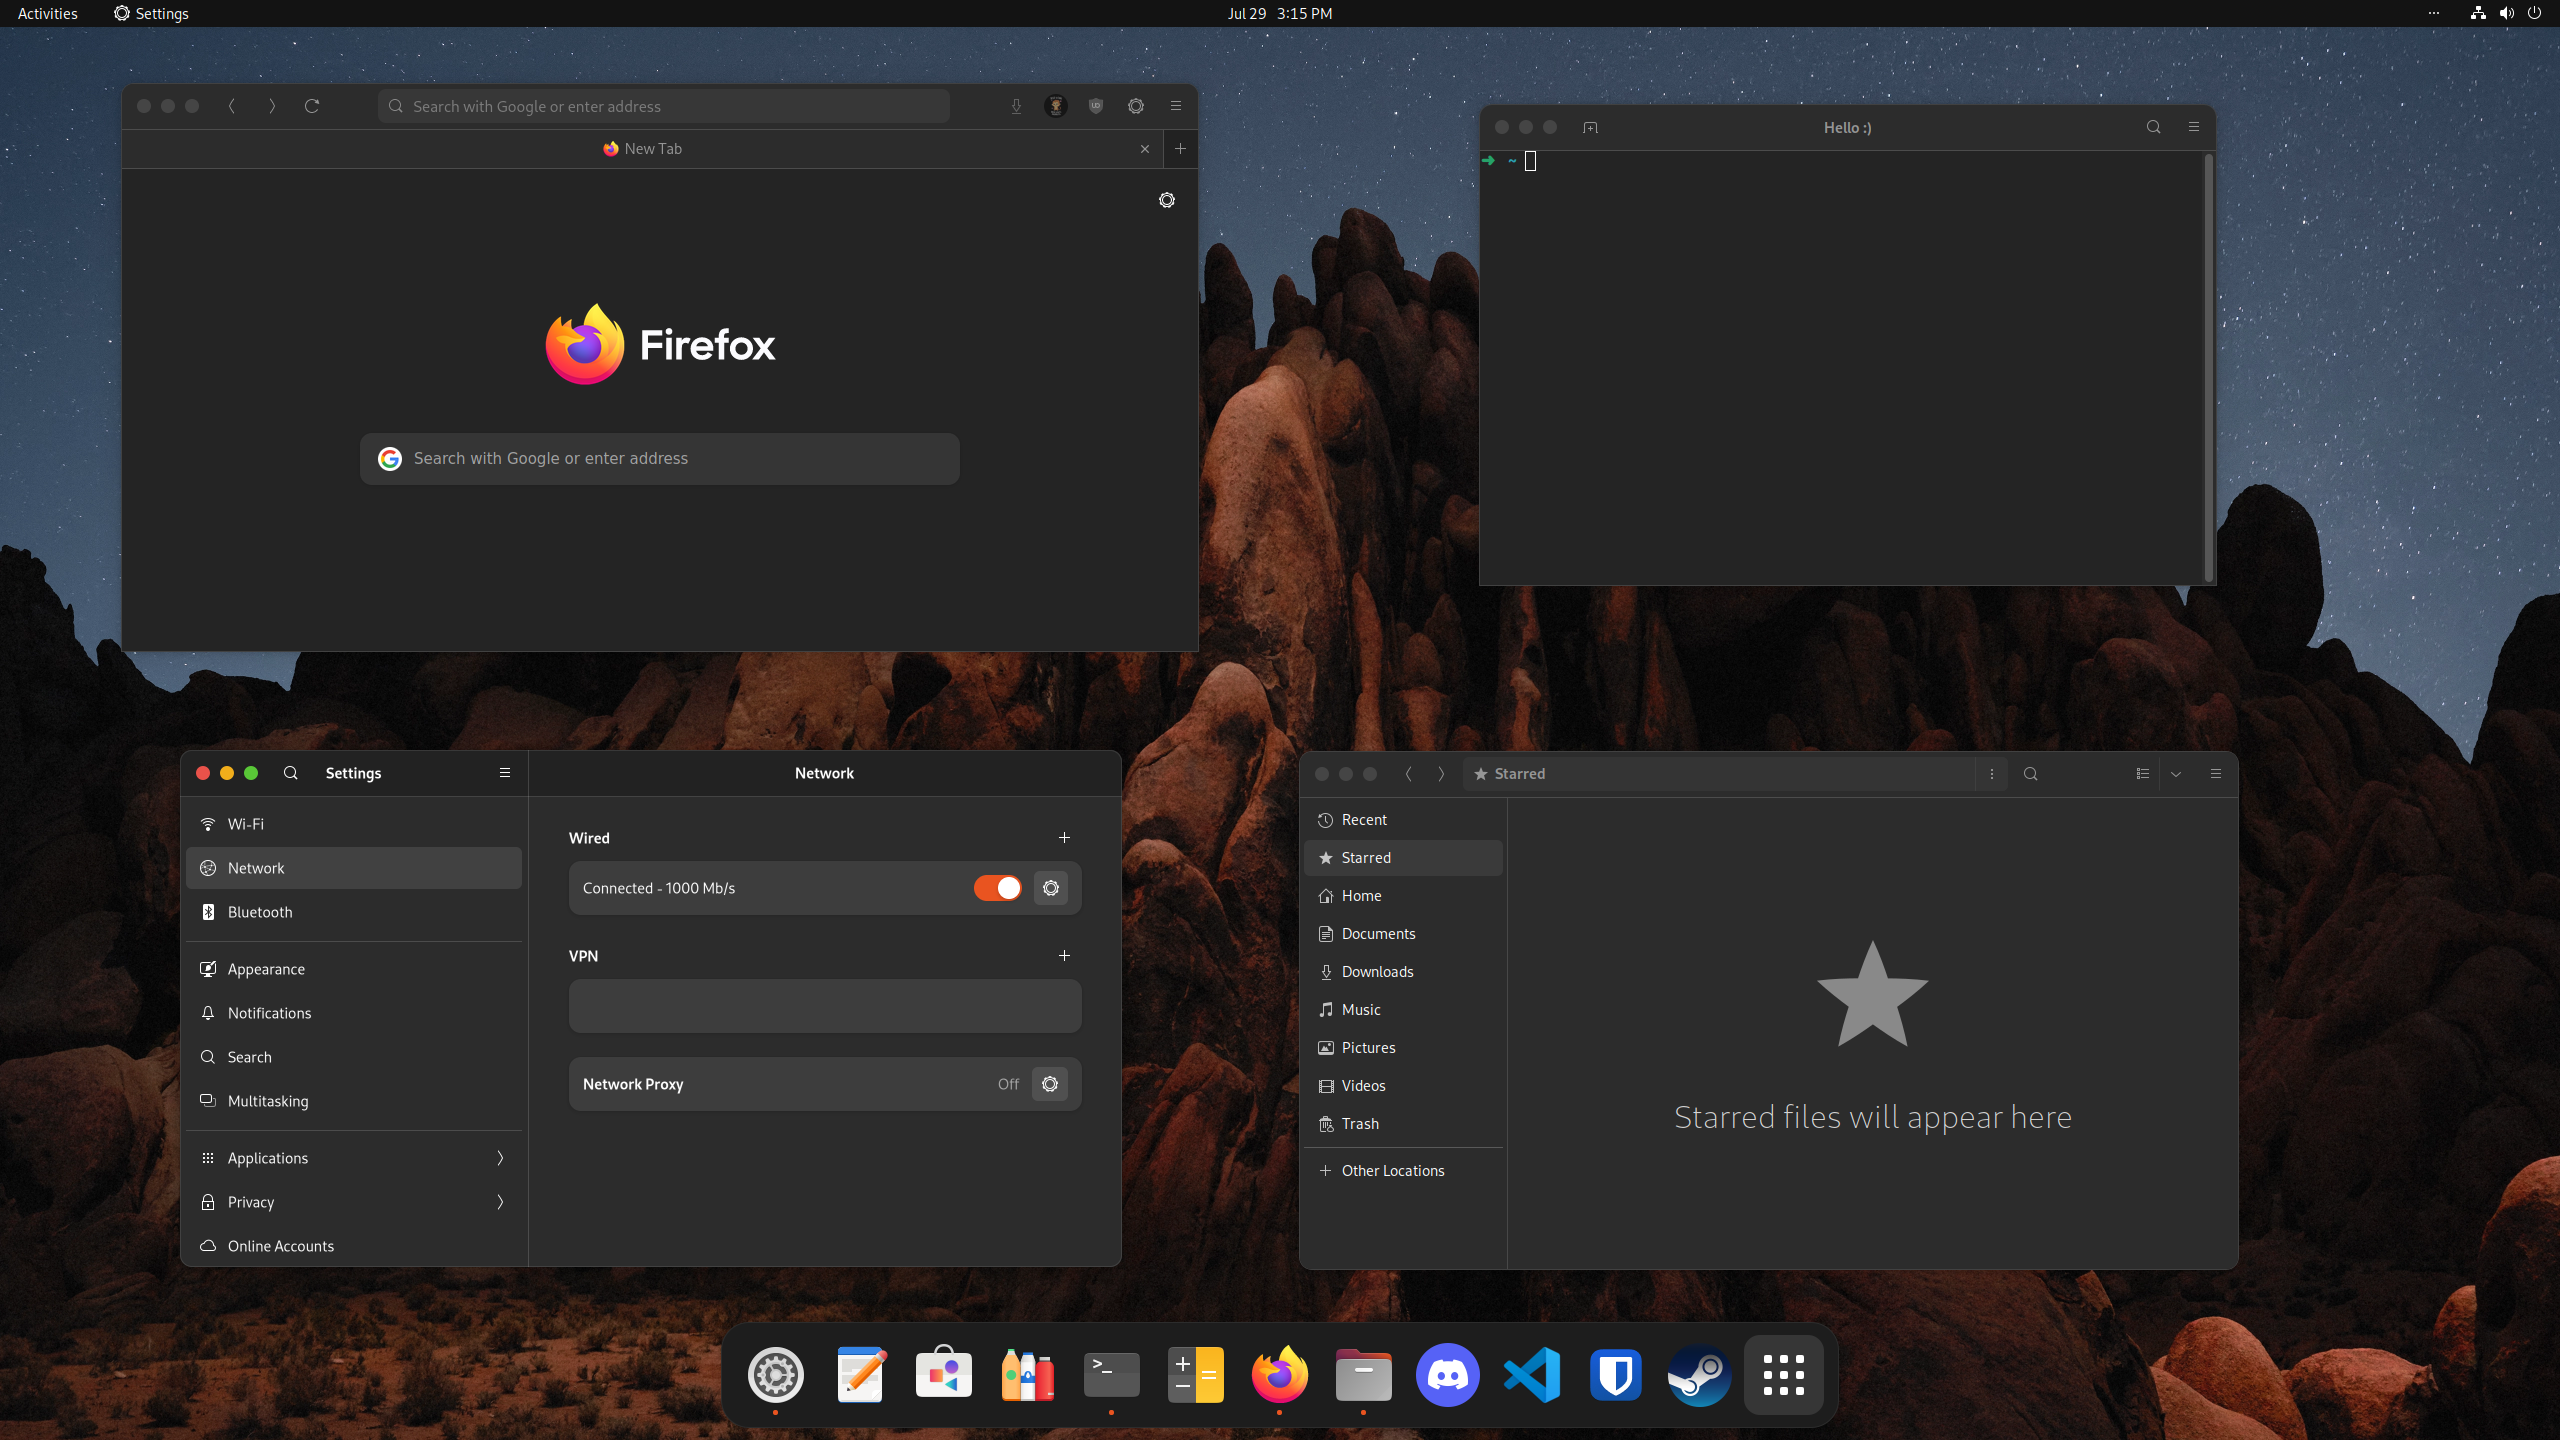 Activities
Settings
Jul 29 3:15 PM
Search with Google or enter address
New Tab
Firefox
Search with Google or enter address
Hello :)
~
Settings
Network
Wi-Fi
Network
Bluetooth
Appearance
Notifications
Search
Multitasking
Applications
Privacy
Online Accounts
Wired
Connected - 1000 Mb/s
VPN
Network Proxy
Off
Starred
Recent
Starred
Home
Documents
Downloads
Music
Pictures
Videos
Trash
Other Locations
Starred files will appear here